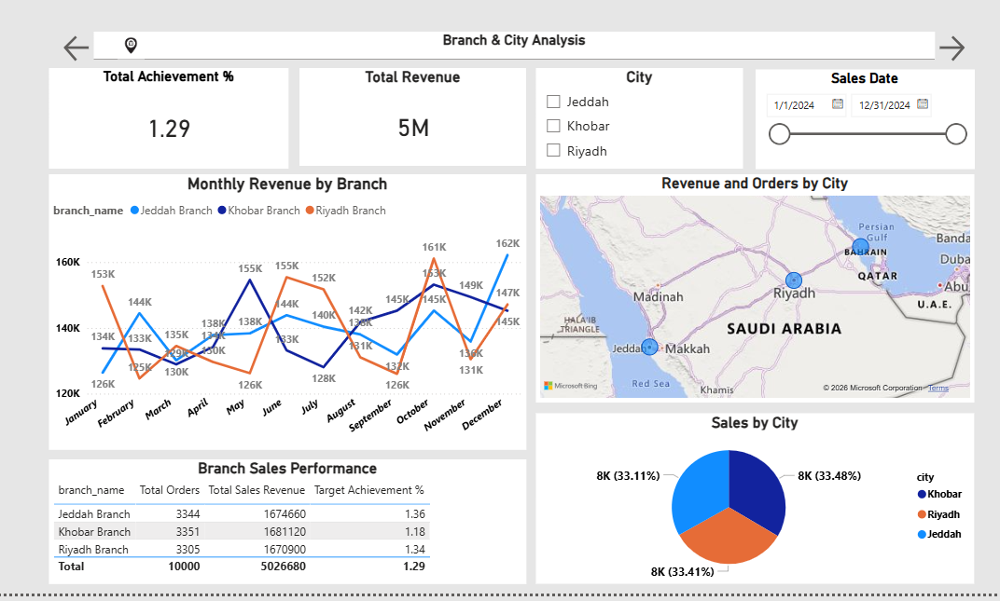 Branch & City Analysis
Total Achievement %
1.29
Total Revenue
5M
City
Jeddah
Khobar
Riyadh
Sales Date
1/1/2024
12/31/2024
Monthly Revenue by Branch
branch_name Jeddah Branch Khobar Branch Riyadh Branch
160K
140K
120K
153K
134K
126K
144K
133K
125K
135K
129K
130K
138K
134K
130K
155K
138K
126K
155K
144K
133K
152K
140K
128K
142K
138K
131K
145K
132K
126K
161K
153K
145K
149K
136K
131K
162K
147K
145K
January
February
March
April
May
June
July
August
September
October
November
December
Revenue and Orders by City
Persian
Gulf
BAHRAIN
Banda
Duba
QATAR
Abu
U.A.E.
Riyadh
Madinah
HALA'IB
TRIANGLE
SAUDI ARABIA
Jeddah
Makkah
Red Sea
Khamis
Microsoft Bing
© 2026 Microsoft Corporation Terms
Branch Sales Performance
branch_name Total Orders Total Sales Revenue Target Achievement %
Jeddah Branch 3344 1674660 1.36
Khobar Branch 3351 1681120 1.18
Riyadh Branch 3305 1670900 1.34
Total 10000 5026680 1.29
Sales by City
8K (33.11%)
8K (33.48%)
8K (33.41%)
city
Khobar
Riyadh
Jeddah